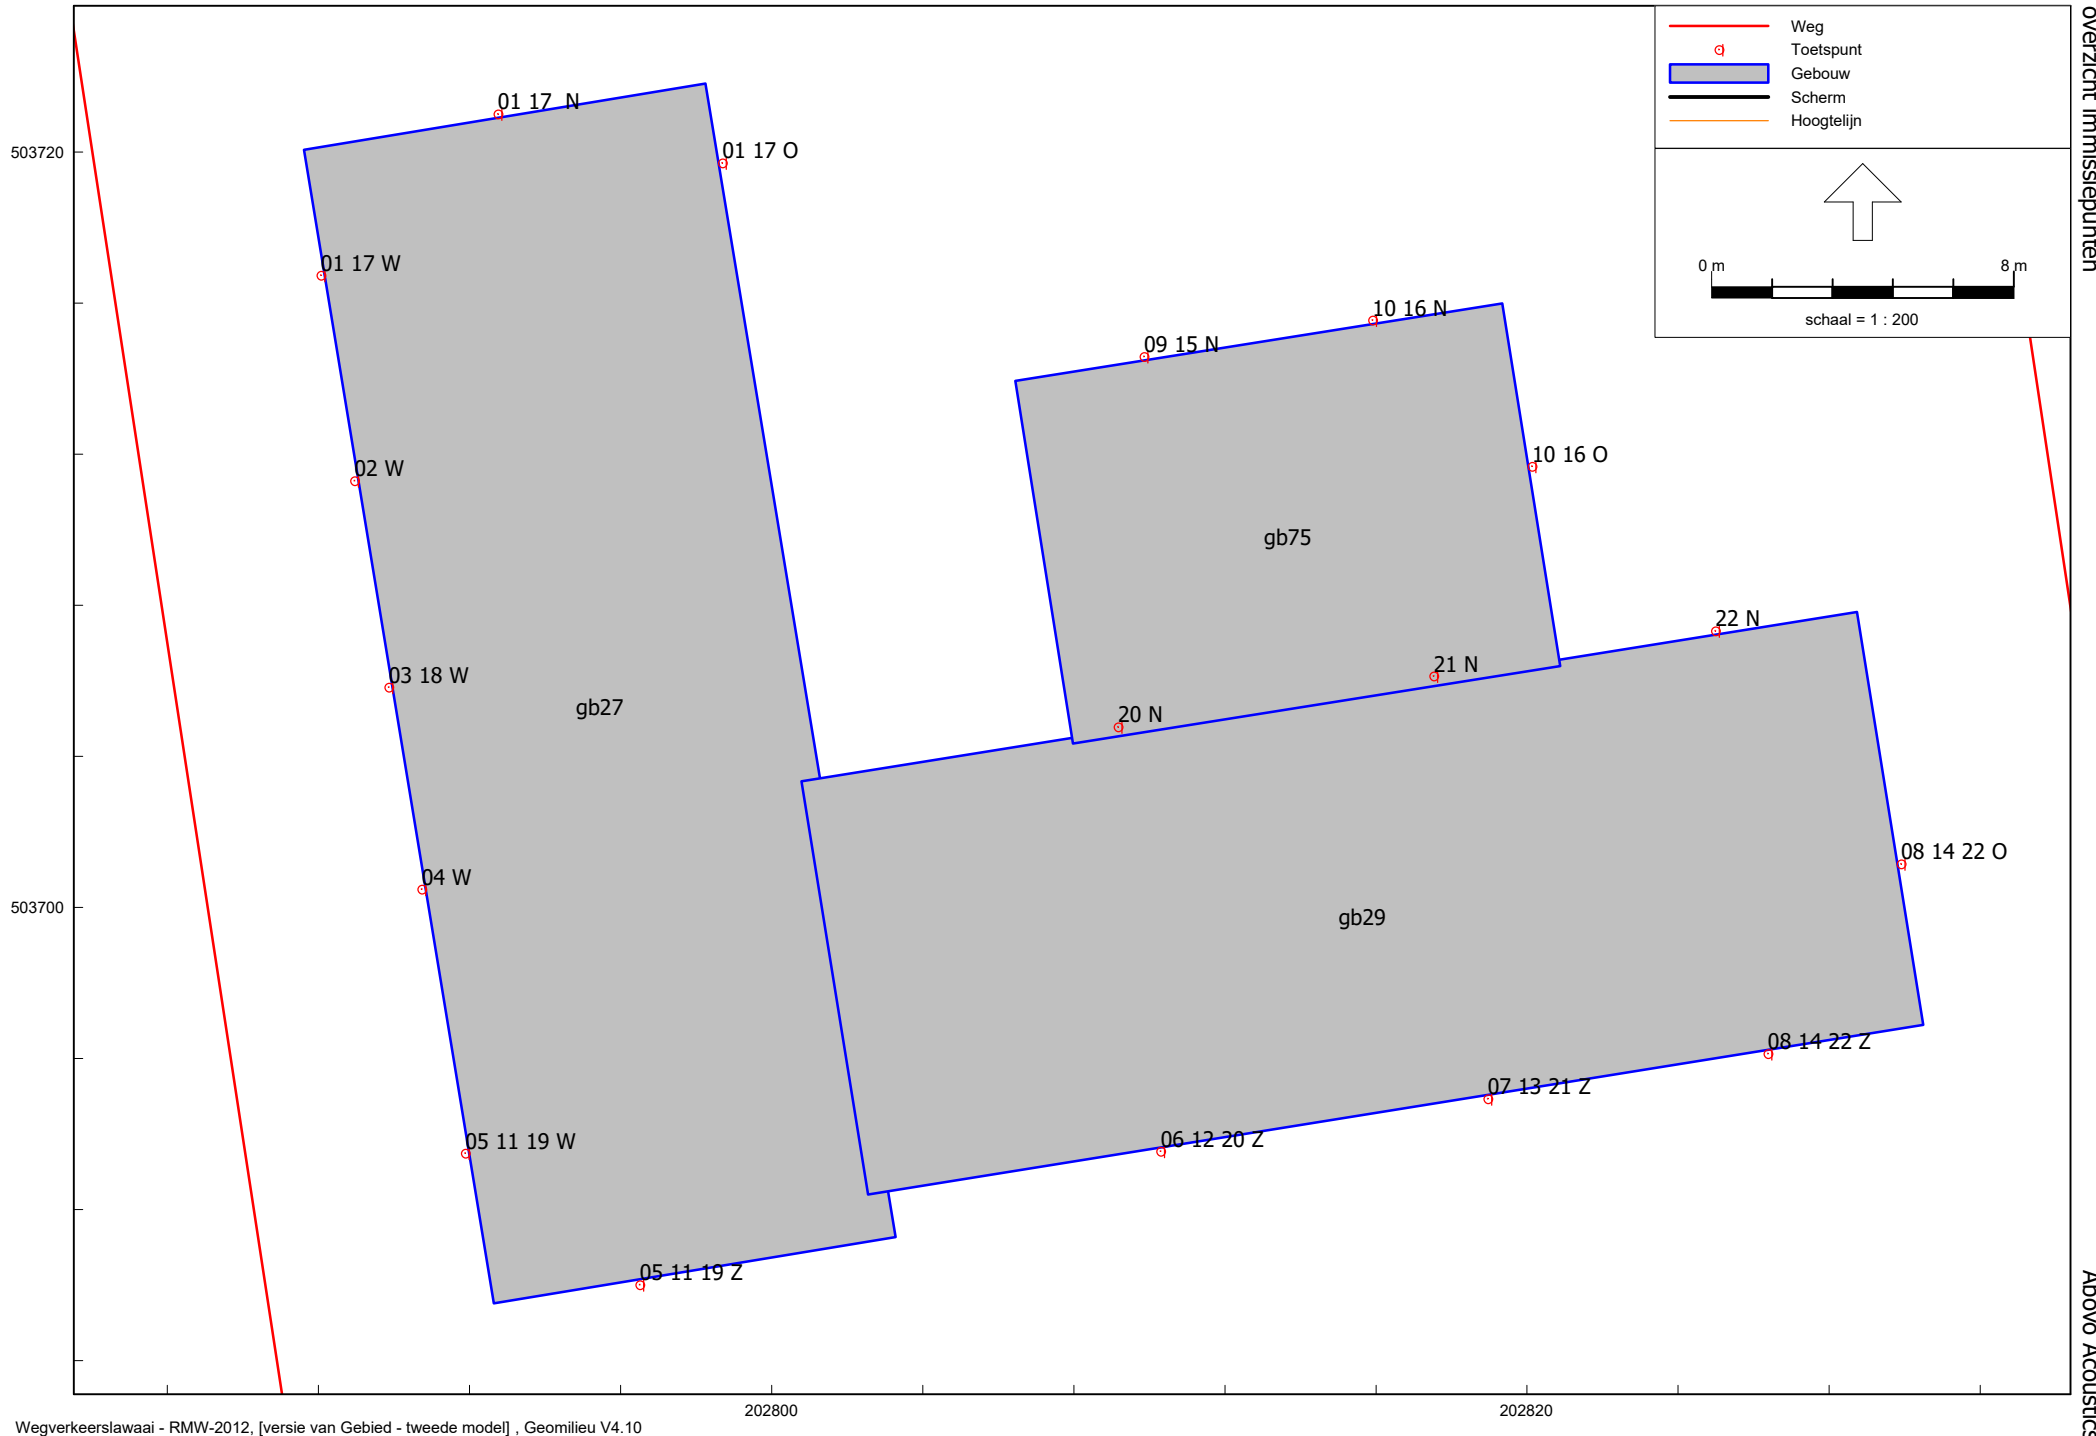 overzicht immissiepunten
Weg
Toetspunt
Gebouw
Scherm
Hoogtelijn
0 m
8 m
schaal = 1 : 200
01 17  N
01 17 O
503720
01 17 W
10 16 N
09 15 N
02 W
10 16 O
gb75
22 N
21 N
03 18 W
gb27
20 N
08 14 22 O
04 W
503700
gb29
08 14 22 Z
07 13 21 Z
06 12 20 Z
05 11 19 W
05 11 19 Z
Abovo Acoustics
202800
202820
Wegverkeerslawaai - RMW-2012, [versie van Gebied - tweede model] , Geomilieu V4.10